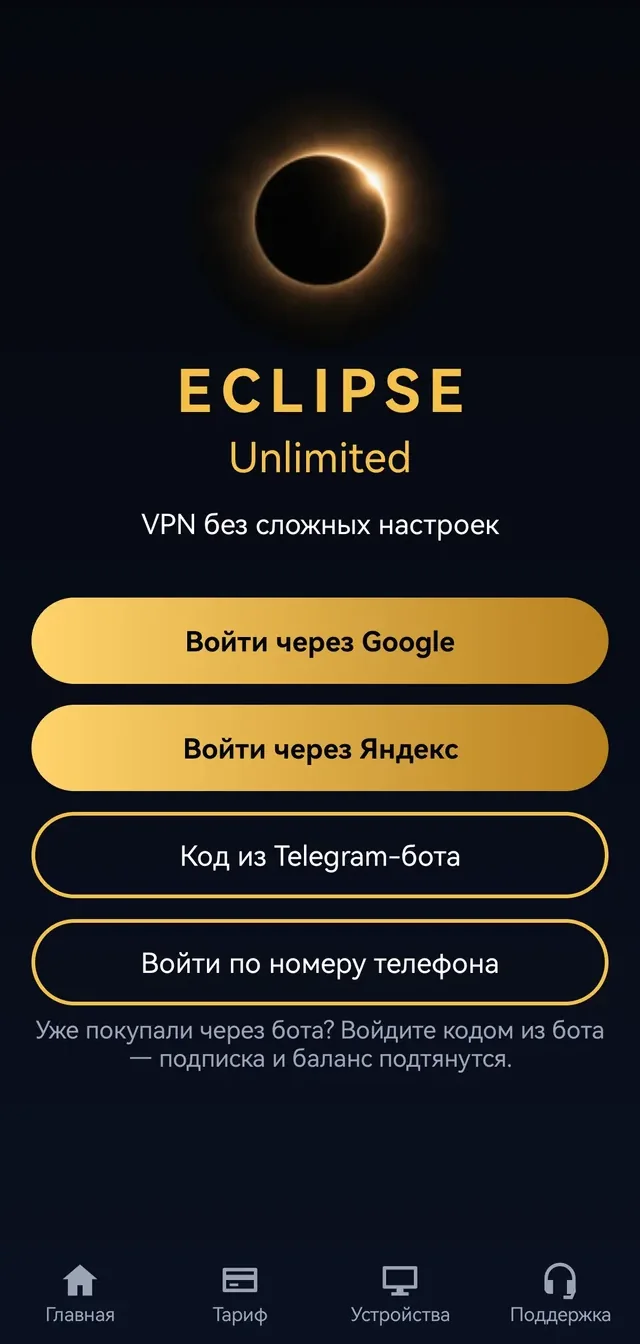 ECLIPSE
Unlimited
VPN без сложных настроек
Войти через Google
Войти через Яндекс
Код из Telegram-бота
Войти по номеру телефона
Уже покупали через бота? Войдите кодом из бота
— подписка и баланс подтянутся.
Главная
Тариф
Устройства
Поддержка